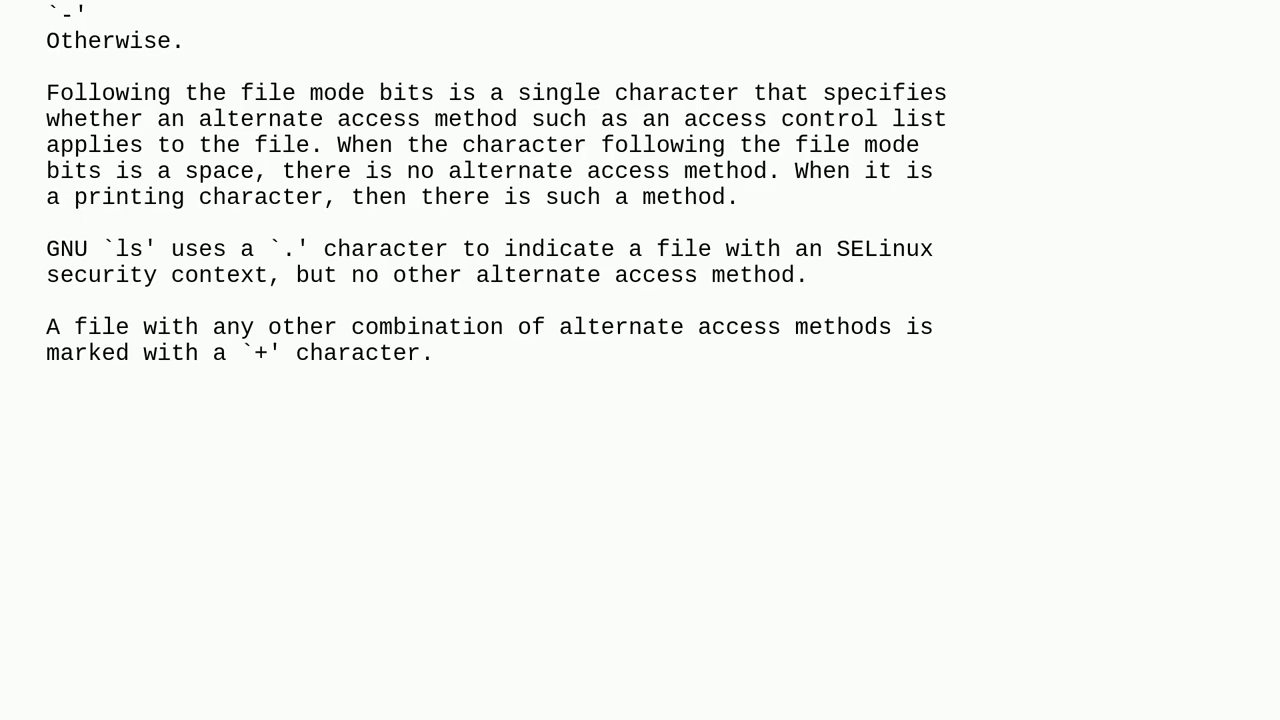 `-'
Otherwise.
Following the file mode bits is a single character that specifies
whether an alternate access method such as an access control list
applies to the file. When the character following the file mode
bits is a space, there is no alternate access method. When it is
a printing character, then there is such a method.
GNU `ls' uses a `.' character to indicate a file with an SELinux
security context, but no other alternate access method.
A file with any other combination of alternate access methods is
marked with a `+' character.